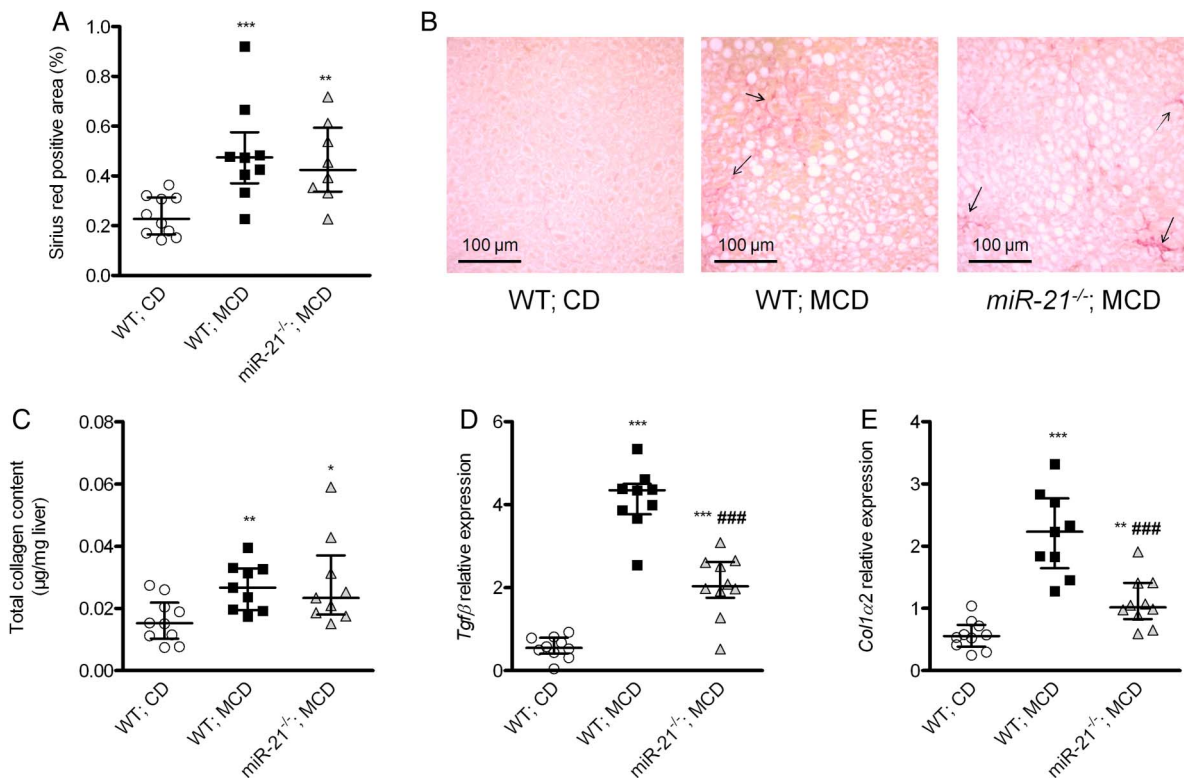 A
Sirius red positive area (%)
1.0
0.8
0.6
0.4
0.2
0.0
***
**
WT; CD
WT; MCD
miR-21⁻/⁻; MCD
B
100 µm
100 µm
100 µm
WT; CD
WT; MCD
miR-21⁻/⁻; MCD
C
Total collagen content
(µg/mg liver)
0.08
0.06
0.04
0.02
0.00
**
*
WT; CD
WT; MCD
miR-21⁻/⁻; MCD
D
Tgfβ relative expression
6
4
2
0
***
*** ###
WT; CD
WT; MCD
miR-21⁻/⁻; MCD
E
Col1α2 relative expression
4
3
2
1
0
***
** ###
WT; CD
WT; MCD
miR-21⁻/⁻; MCD